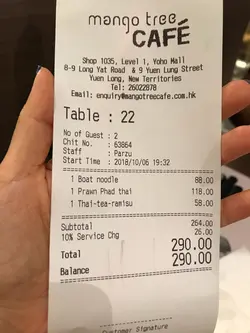 mango tree
CAFÉ
Shop 1035, Level 1, Yoho Mall
8-9 Long Yat Road & 9 Yuen Lung Street
Yuen Long, New Territories
Tel: 26022878
Email: enquiry@mangotreecafe.com.hk
Table : 22
No of Guest : 2
Chit No. : 63864
Staff : Parzu
Start Time : 2018/10/06 19:32
1 Boat noodle 88.00
1 Prawn Phad thai 118.00
1 Thai-tea-ramisu 58.00
Subtotal 264.00
10% Service Chg 26.00
Total 290.00
Balance 290.00
Customer Signature